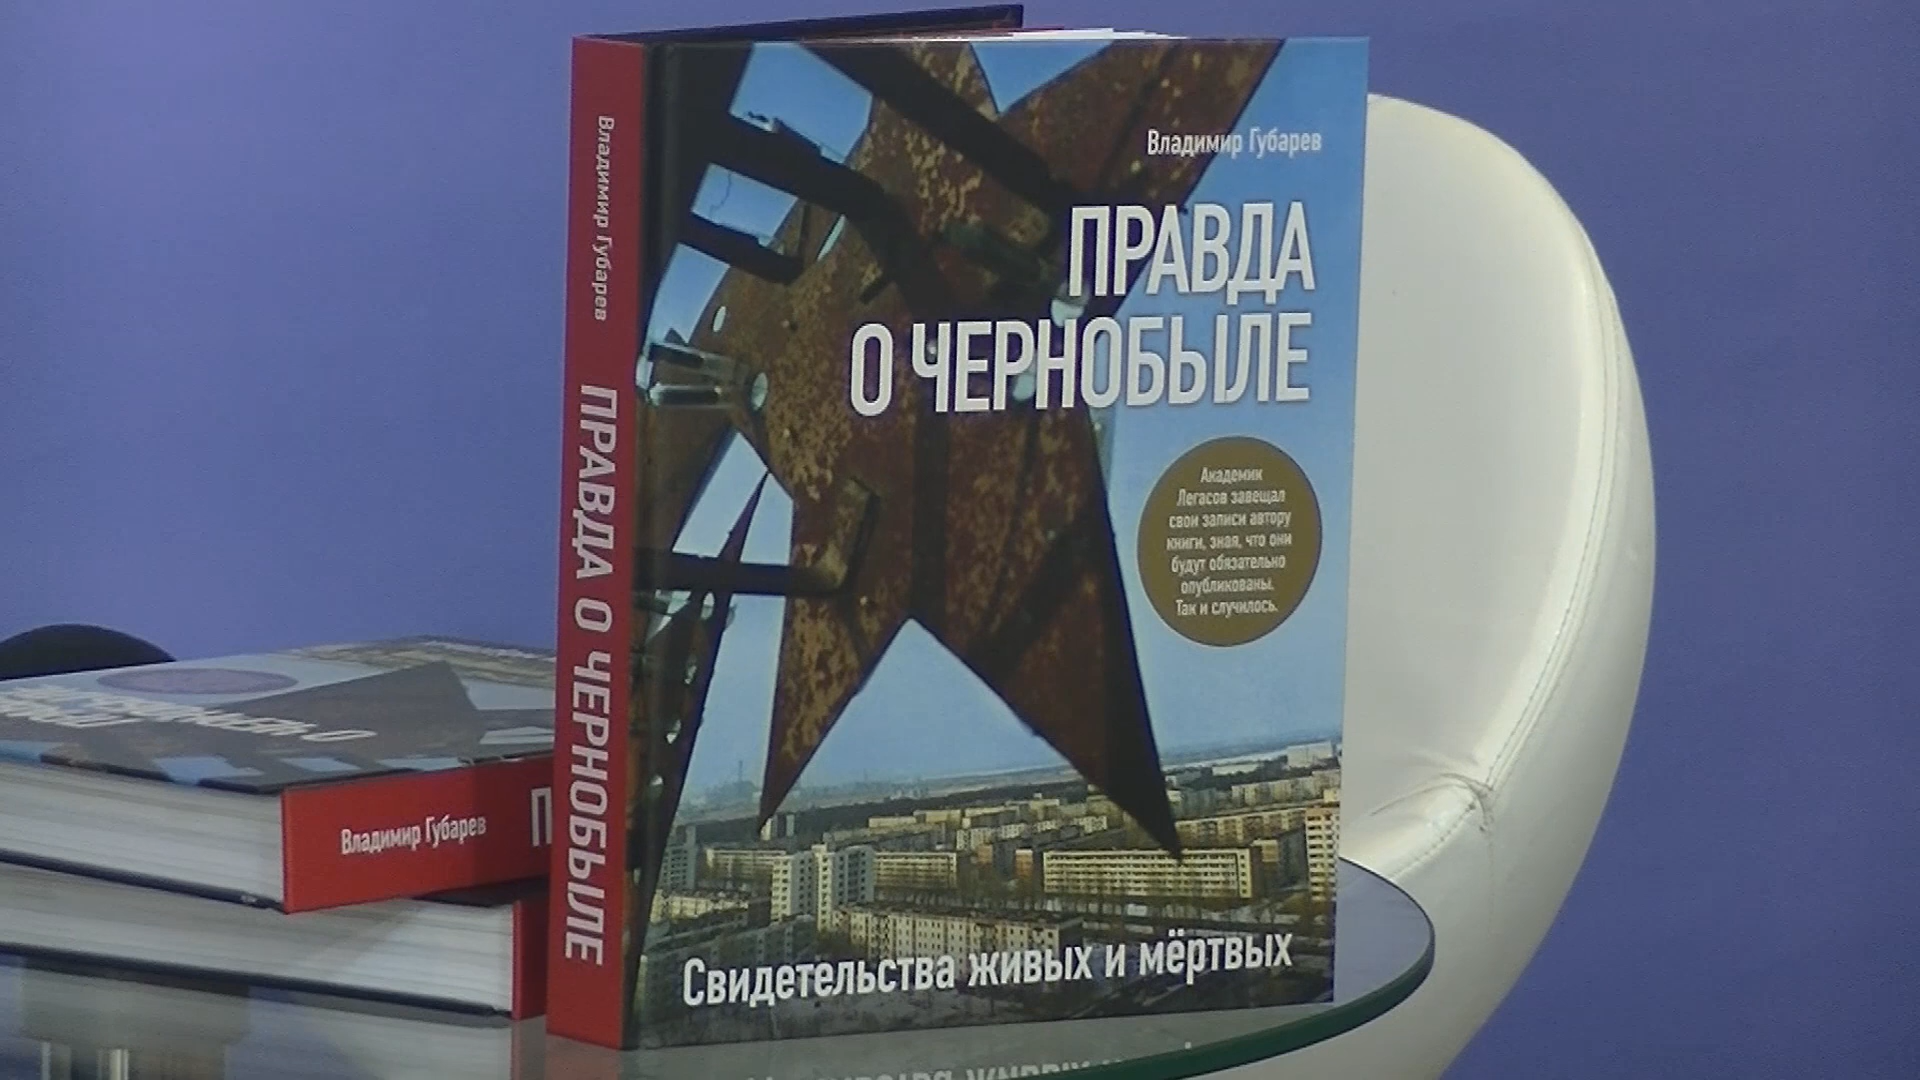 Владимир Губарев
ПРАВДА
О ЧЕРНОБЫЛЕ
Академик
Легасов завещал
свои записи автору
книги, зная, что они
будут обязательно
опубликованы.
Так и случилось.
Свидетельства живых и мёртвых
Владимир Губарев ПРАВДА О ЧЕРНОБЫЛЕ
О ЧЕРНОБЫЛЕ
Владимир Губарев П